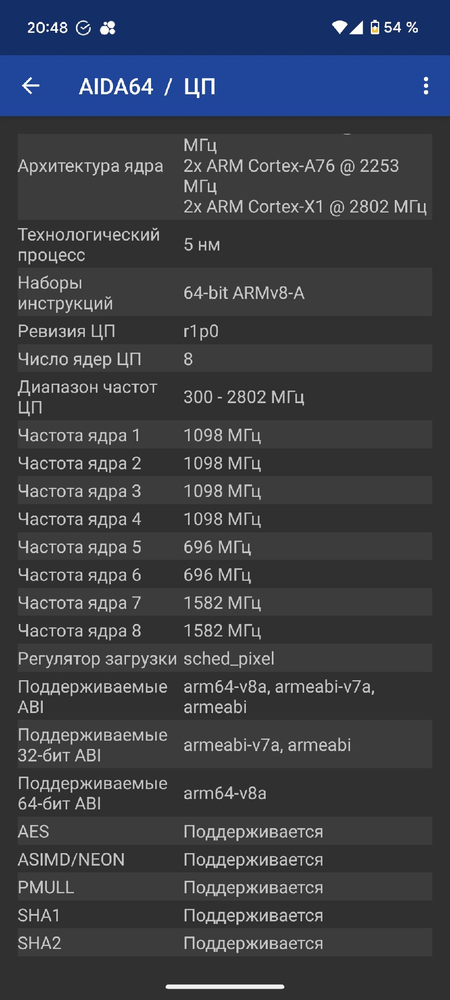 20:48
54 %
AIDA64 / ЦП
МГц
Архитектура ядра
2x ARM Cortex-A76 @ 2253
МГц
2x ARM Cortex-X1 @ 2802 МГц
Технологический
процесс
5 нм
Наборы
инструкций
64-bit ARMv8-A
Ревизия ЦП
r1p0
Число ядер ЦП
8
Диапазон частот
ЦП
300 - 2802 МГц
Частота ядра 1
1098 МГц
Частота ядра 2
1098 МГц
Частота ядра 3
1098 МГц
Частота ядра 4
1098 МГц
Частота ядра 5
696 МГц
Частота ядра 6
696 МГц
Частота ядра 7
1582 МГц
Частота ядра 8
1582 МГц
Регулятор загрузки
sched_pixel
Поддерживаемые
ABI
arm64-v8a, armeabi-v7a,
armeabi
Поддерживаемые
32-бит ABI
armeabi-v7a, armeabi
Поддерживаемые
64-бит ABI
arm64-v8a
AES
Поддерживается
ASIMD/NEON
Поддерживается
PMULL
Поддерживается
SHA1
Поддерживается
SHA2
Поддерживается